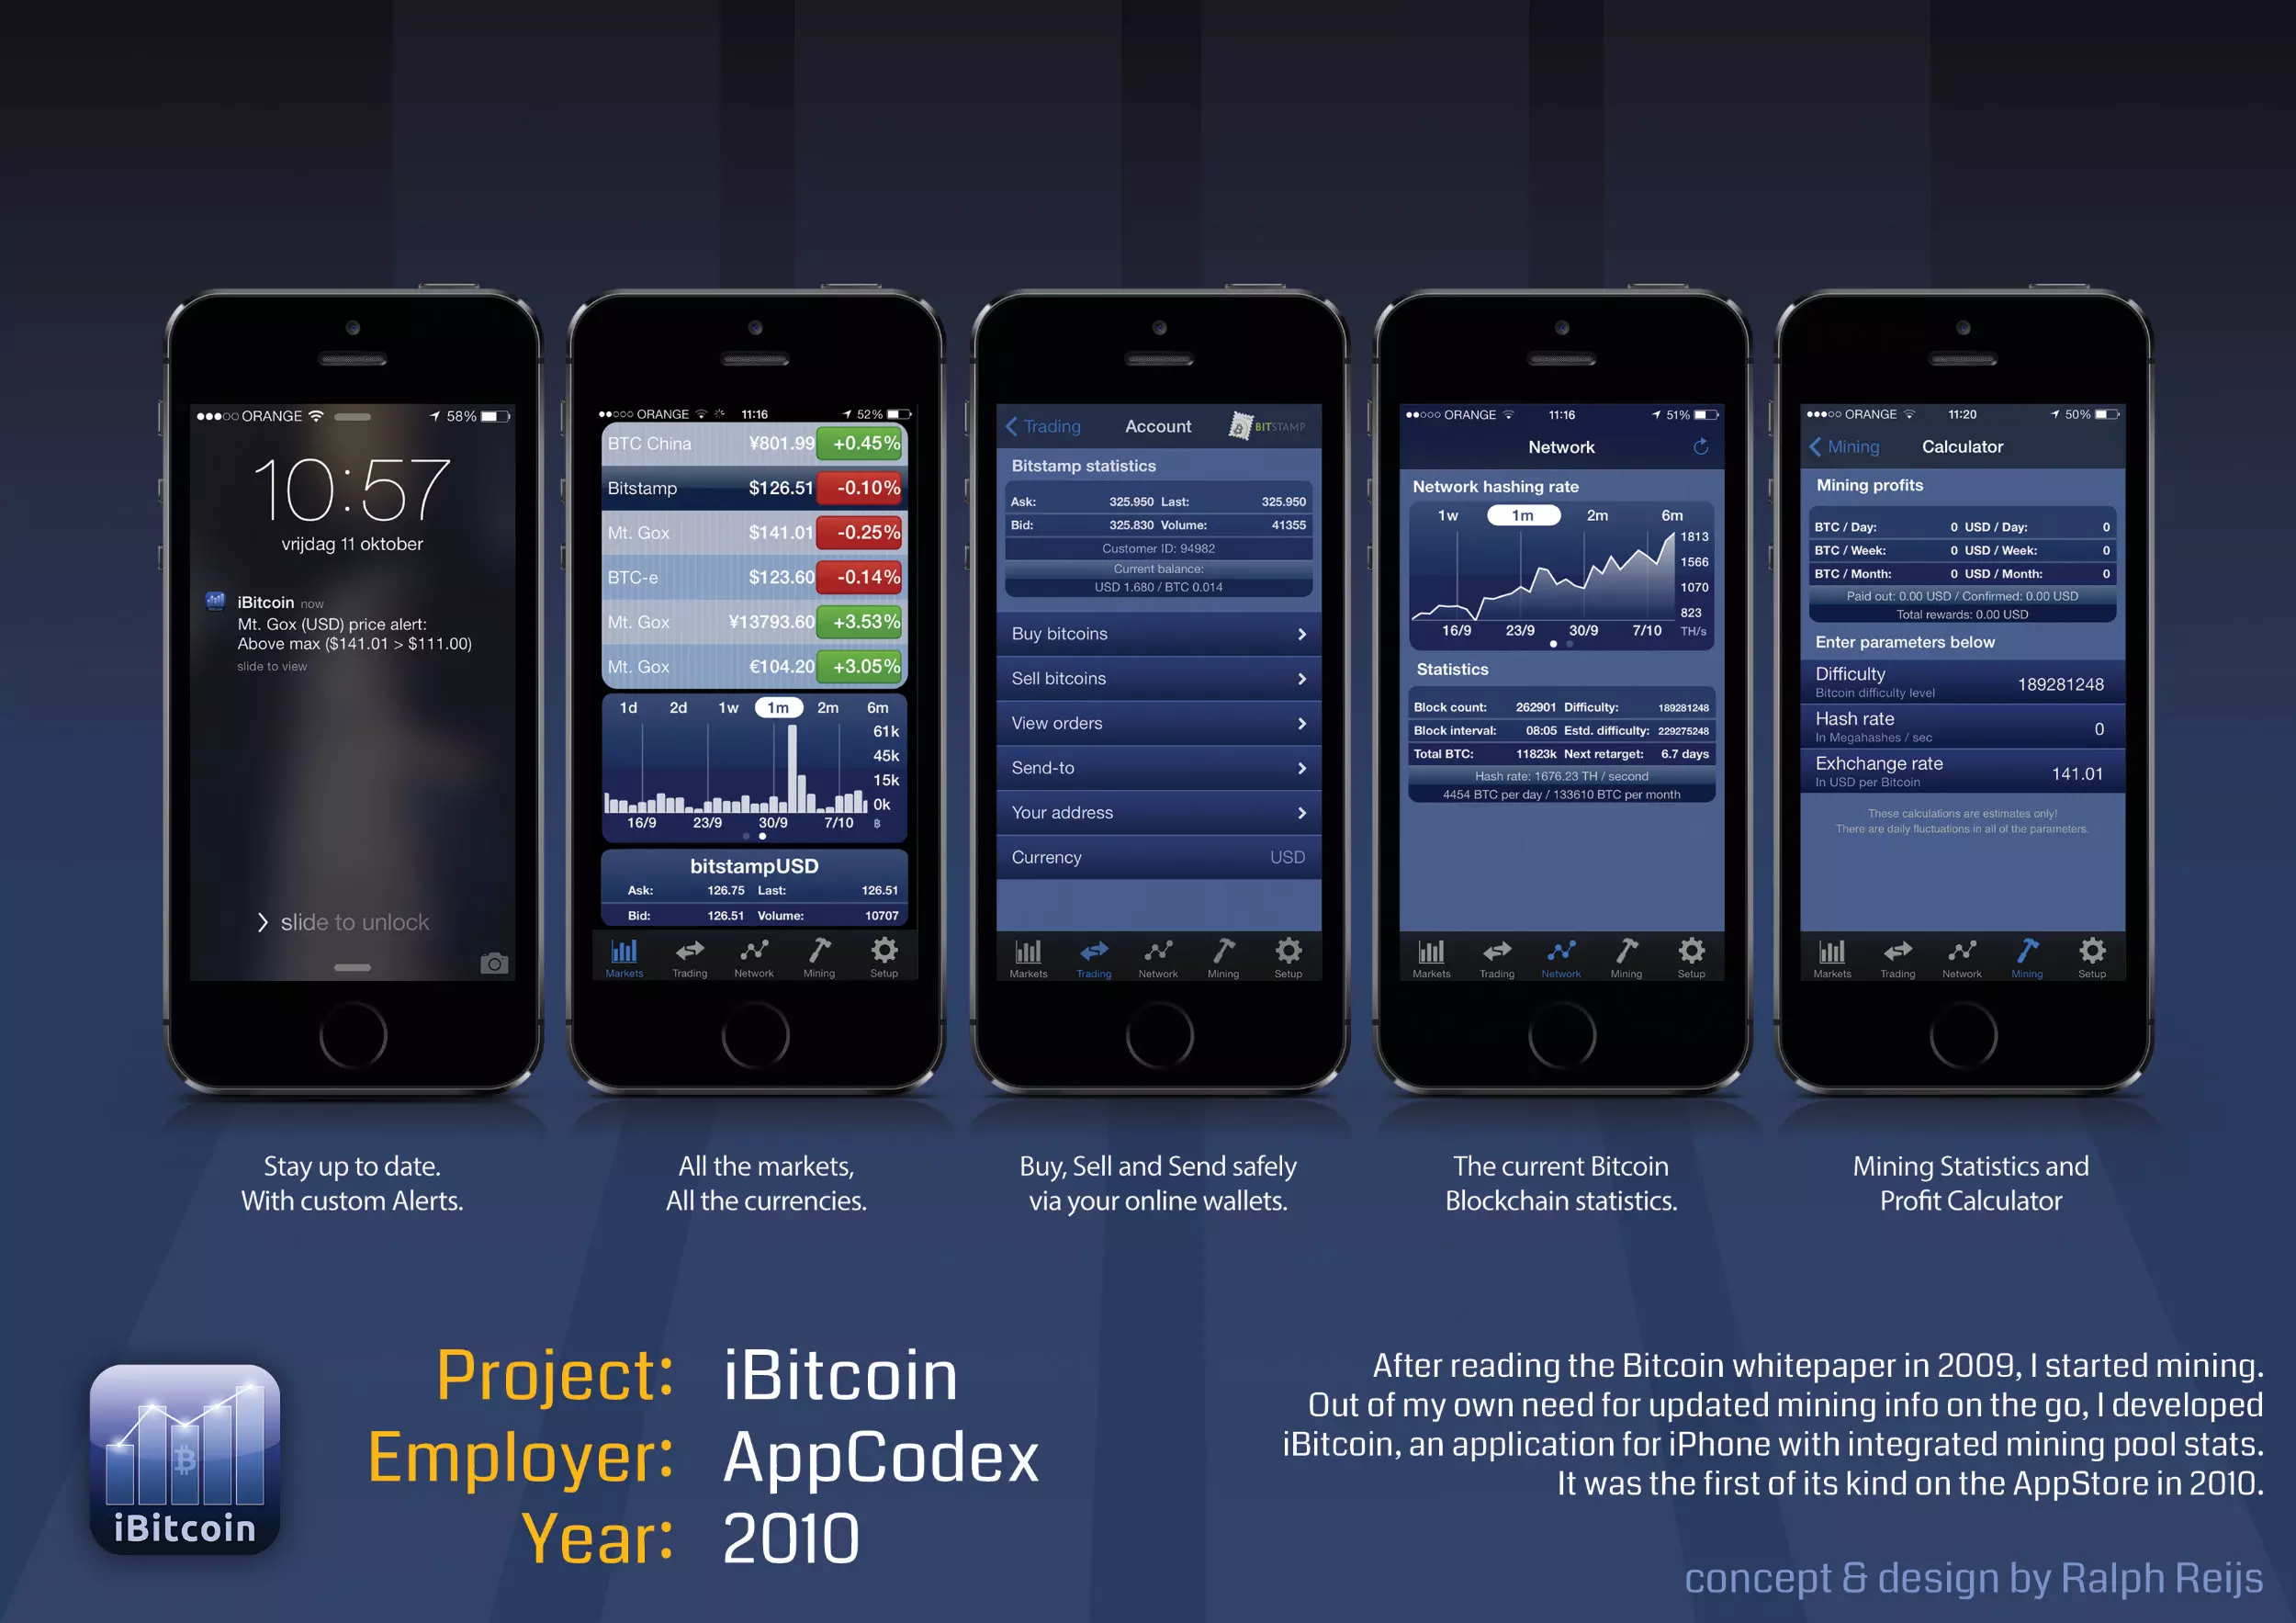 ORANGE 58%
10:57
vrijdag 11 oktober
iBitcoin now
Mt. Gox (USD) price alert:
Above max ($141.01 > $111.00)
slide to view
slide to unlock
ORANGE 11:16 52%
BTC China ¥801.99 +0.45%
Bitstamp $126.51 -0.10%
Mt. Gox $141.01 -0.25%
BTC-e $123.60 -0.14%
Mt. Gox ¥13793.60 +3.53%
Mt. Gox €104.20 +3.05%
1d 2d 1w 1m 2m 6m
61k
45k
15k
0k
16/9 23/9 30/9 7/10 ฿
bitstampUSD
Ask: 126.75 Last: 126.51
Bid: 126.51 Volume: 10707
Markets Trading Network Mining Setup
Trading Account BITSTAMP
Bitstamp statistics
Ask: 325.950 Last: 325.950
Bid: 325.830 Volume: 41355
Customer ID: 94982
Current balance:
USD 1.680 / BTC 0.014
Buy bitcoins
Sell bitcoins
View orders
Send-to
Your address
Currency USD
Markets Trading Network Mining Setup
ORANGE 11:16 51%
Network
Network hashing rate
1w 1m 2m 6m
1813
1566
1070
823
16/9 23/9 30/9 7/10 TH/s
Statistics
Block count: 262901 Difficulty: 189281248
Block interval: 08:05 Estd. difficulty: 229275248
Total BTC: 11823k Next retarget: 6.7 days
Hash rate: 1676.23 TH / second
4454 BTC per day / 133610 BTC per month
Markets Trading Network Mining Setup
ORANGE 11:20 50%
Mining Calculator
Mining profits
BTC / Day: 0 USD / Day: 0
BTC / Week: 0 USD / Week: 0
BTC / Month: 0 USD / Month: 0
Paid out: 0.00 USD / Confirmed: 0.00 USD
Total rewards: 0.00 USD
Enter parameters below
Difficulty 189281248
Bitcoin difficulty level
Hash rate 0
In Megahashes / sec
Exhchange rate 141.01
In USD per Bitcoin
These calculations are estimates only!
There are daily fluctuations in all of the parameters.
Markets Trading Network Mining Setup
Stay up to date.
With custom Alerts.
All the markets,
All the currencies.
Buy, Sell and Send safely
via your online wallets.
The current Bitcoin
Blockchain statistics.
Mining Statistics and
Profit Calculator
iBitcoin
Project: iBitcoin
Employer: AppCodex
Year: 2010
After reading the Bitcoin whitepaper in 2009, I started mining.
Out of my own need for updated mining info on the go, I developed
iBitcoin, an application for iPhone with integrated mining pool stats.
It was the first of its kind on the AppStore in 2010.
concept & design by Ralph Reijs